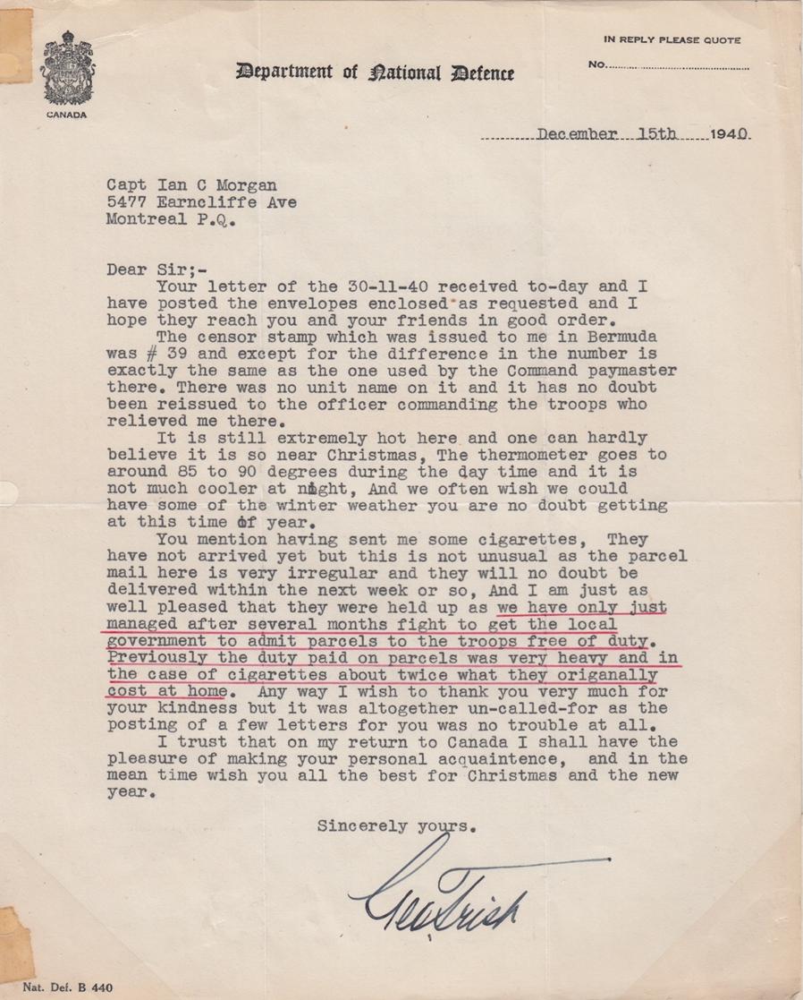 IN REPLY PLEASE QUOTE
No.
Department of National Defence
CANADA
December 15th 1940.
Capt Ian C Morgan
5477 Earncliffe Ave
Montreal P.Q.
Dear Sir;-
Your letter of the 30-11-40 received to-day and I
have posted the envelopes enclosed as requested and I
hope they reach you and your friends in good order.
The censor stamp which was issued to me in Bermuda
was # 39 and except for the difference in the number is
exactly the same as the one used by the Command paymaster
there. There was no unit name on it and it has no doubt
been reissued to the officer commanding the troops who
relieved me there.
It is still extremely hot here and one can hardly
believe it is so near Christmas, The thermometer goes to
around 85 to 90 degrees during the day time and it is
not much cooler at night, And we often wish we could
have some of the winter weather you are no doubt getting
at this time of year.
You mention having sent me some cigarettes, They
have not arrived yet but this is not unusual as the parcel
mail here is very irregular and they will no doubt be
delivered within the next week or so, And I am just as
well pleased that they were held up as we have only just
managed after several months fight to get the local
government to admit parcels to the troops free of duty.
Previously the duty paid on parcels was very heavy and in
the case of cigarettes about twice what they origanally
cost at home. Any way I wish to thank you very much for
your kindness but it was altogether un-called-for as the
posting of a few letters for you was no trouble at all.
I trust that on my return to Canada I shall have the
pleasure of making your personal acquaintence, and in the
mean time wish you all the best for Christmas and the new
year.
Sincerely yours.
Geo Trish
Nat. Def. B 440